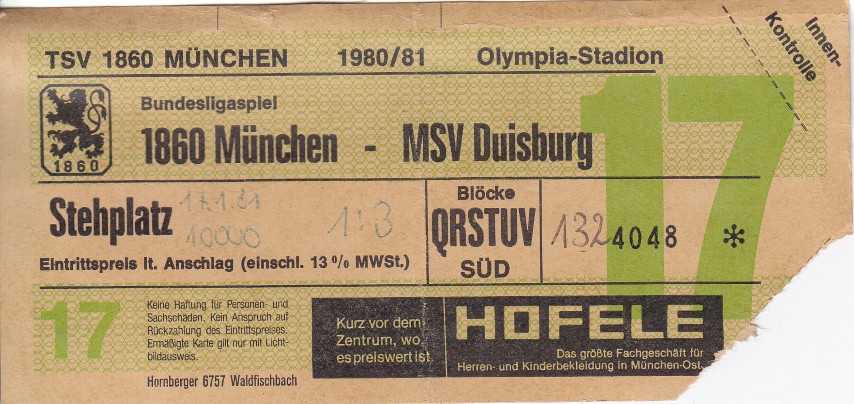 TSV 1860 MÜNCHEN 1980/81 Olympia-Stadion
Innen-
Kontrolle
17
1860
Bundesligaspiel
1860 München - MSV Duisburg
Stehplatz
17.1.81
10000
1:3
Eintrittspreis lt. Anschlag (einschl. 13 % MWSt.)
Blöcke
QRSTUV
SÜD
132 4048 *
17
Keine Haftung für Personen- und
Sachschäden. Kein Anspruch auf
Rückzahlung des Eintrittspreises.
Ermäßigte Karte gilt nur mit Licht-
bildausweis.
Hornberger 6757 Waldfischbach
Kurz vor dem
Zentrum, wo
es preiswert ist
HÖFELE
Das größte Fachgeschäft für
Herren- und Kinderbekleidung in München-Ost.